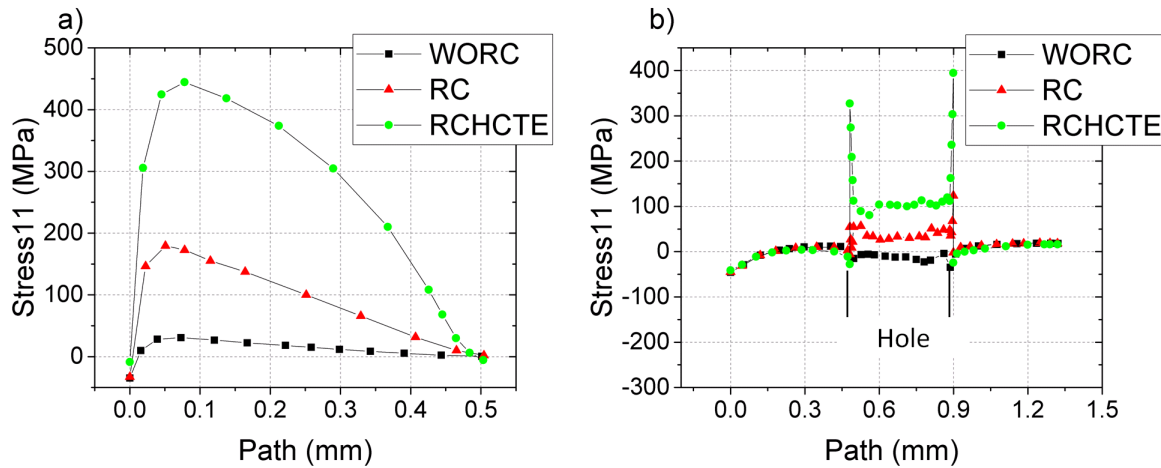 a)
Stress11 (MPa)
500
400
300
200
100
0
0.0 0.1 0.2 0.3 0.4 0.5
Path (mm)
WORC
RC
RCHCTE
b)
Stress11 (MPa)
400
300
200
100
0
-100
-200
-300
0.0 0.3 0.6 0.9 1.2 1.5
Path (mm)
WORC
RC
RCHCTE
Hole